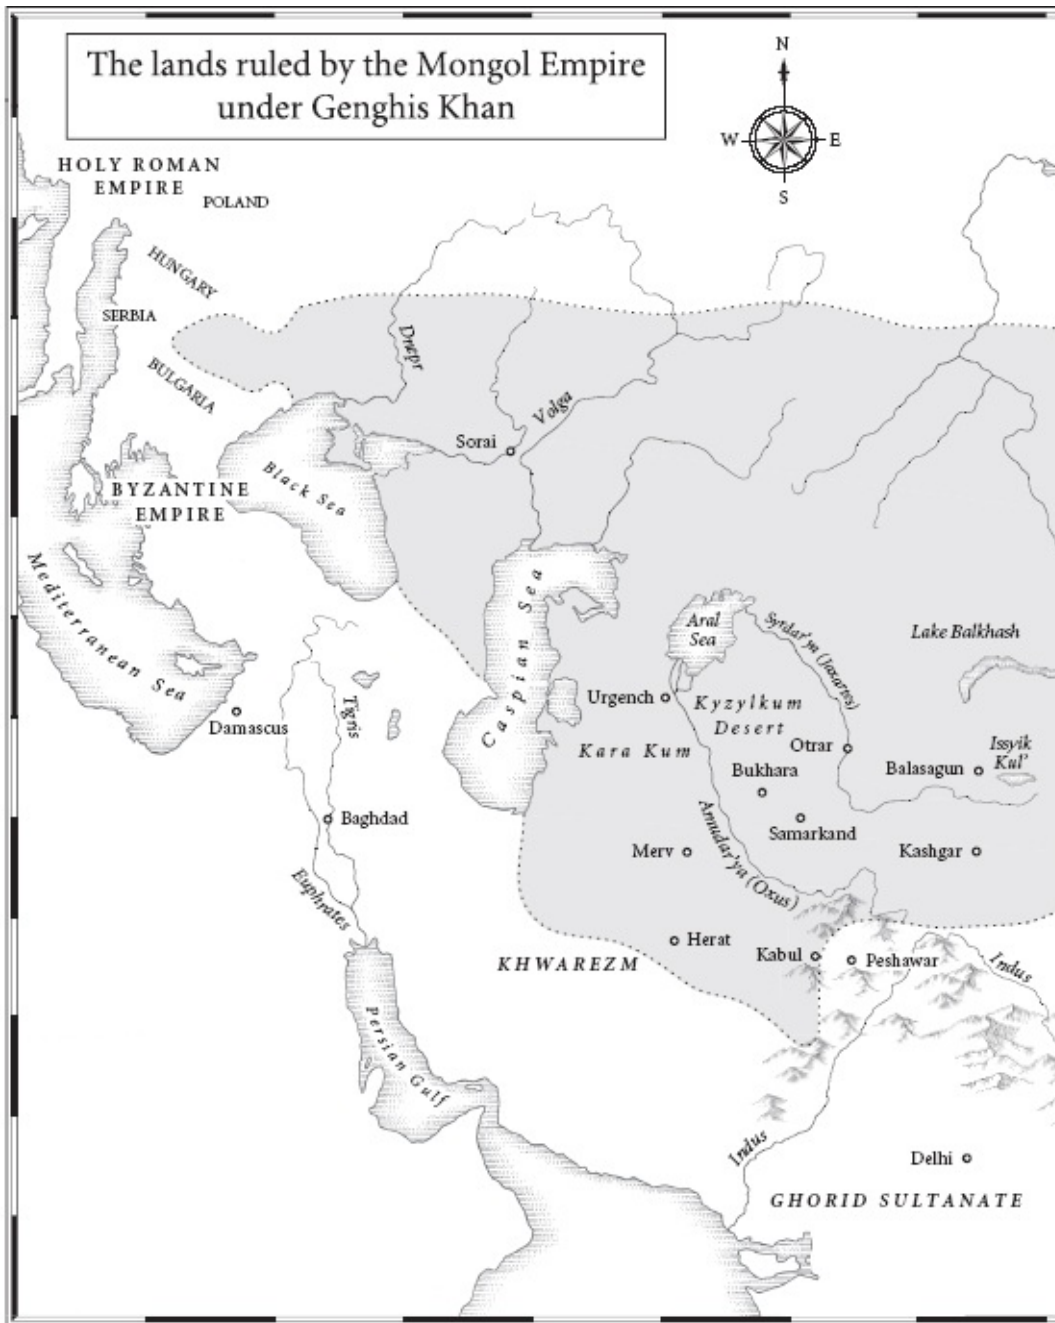 The lands ruled by the Mongol Empire
under Genghis Khan
N
W
E
S
HOLY ROMAN
EMPIRE
POLAND
HUNGARY
SERBIA
BULGARIA
Dnepr
Volga
Sorai
Black Sea
BYZANTINE
EMPIRE
Mediterranean Sea
Caspian Sea
Aral
Sea
Syrdar'ya (Jaxartes)
Lake Balkhash
Urgench
Kyzylkum
Desert
Damascus
Tigris
Kara Kum
Otrar
Issyik
Kul'
Bukhara
Balasagun
Baghdad
Samarkand
Amudar'ya (Oxus)
Merv
Kashgar
Euphrates
Herat
KHWAREZM
Kabul
Peshawar
Indus
Persian Gulf
Indus
Delhi
GHORID SULTANATE